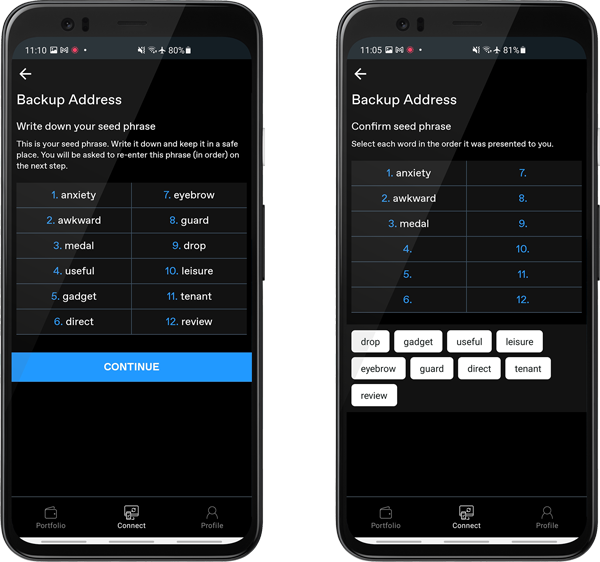 11:10 80%
Backup Address
Write down your seed phrase
This is your seed phrase. Write it down and keep it in a safe
place. You will be asked to re-enter this phrase (in order) on
the next step.
1. anxiety 7. eyebrow
2. awkward 8. guard
3. medal 9. drop
4. useful 10. leisure
5. gadget 11. tenant
6. direct 12. review
CONTINUE
Portfolio Connect Profile
11:05 81%
Backup Address
Confirm seed phrase
Select each word in the order it was presented to you.
1. anxiety 7.
2. awkward 8.
3. medal 9.
4. 10.
5. 11.
6. 12.
drop gadget useful leisure
eyebrow guard direct tenant
review
Portfolio Connect Profile